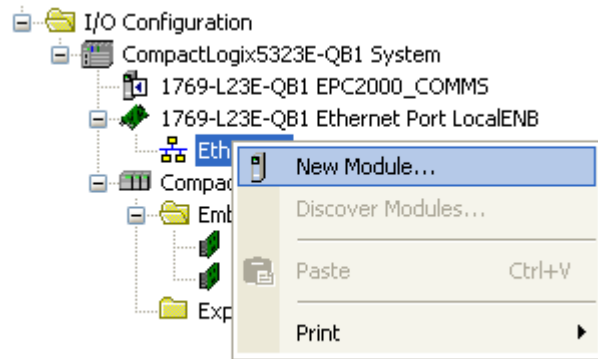 I/O Configuration
CompactLogix5323E-QB1 System
1769-L23E-QB1 EPC2000_COMMS
1769-L23E-QB1 Ethernet Port LocalENB
Eth
New Module...
Compac
Discover Modules...
Emb
Paste Ctrl+V
Exp
Print